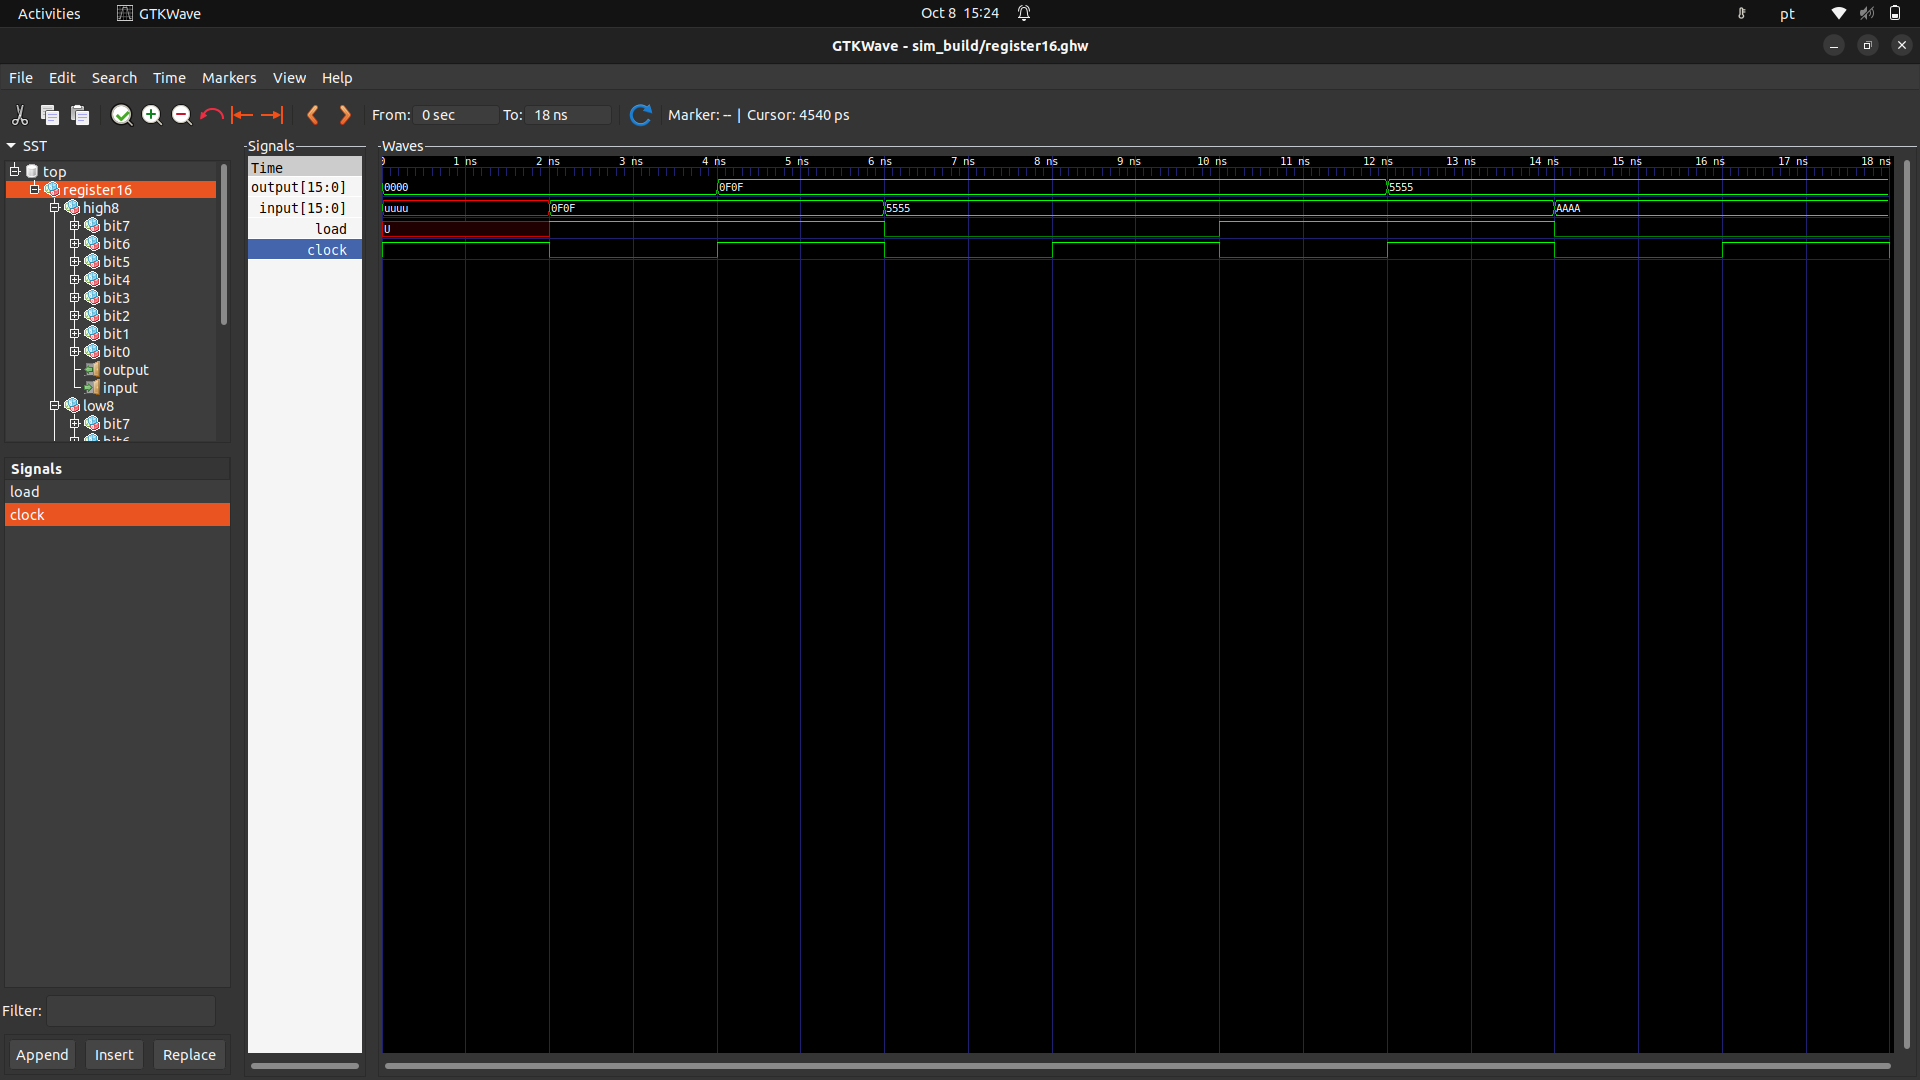 Activities GTKWave Oct 8 15:24 pt
GTKWave - sim_build/register16.ghw
File Edit Search Time Markers View Help
From: 0 sec To: 18 ns Marker: -- | Cursor: 4540 ps
SST
top
register16
high8
bit7
bit6
bit5
bit4
bit3
bit2
bit1
bit0
output
input
low8
bit7
bit6
Signals
load
clock
Filter:
Append Insert Replace
Signals
Time
output[15:0]
input[15:0]
load
clock
Waves
0 1 ns 2 ns 3 ns 4 ns 5 ns 6 ns 7 ns 8 ns 9 ns 10 ns 11 ns 12 ns 13 ns 14 ns 15 ns 16 ns 17 ns 18 ns
0000 0F0F 5555
uuuu 0F0F 5555 AAAA
U